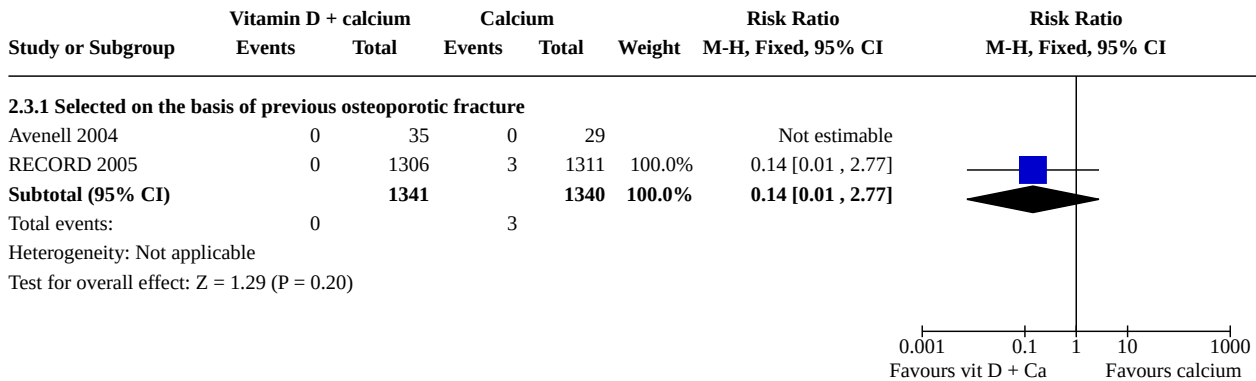 Vitamin D + calcium Calcium Risk Ratio Risk Ratio
Study or Subgroup Events Total Events Total Weight M-H, Fixed, 95% CI M-H, Fixed, 95% CI
2.3.1 Selected on the basis of previous osteoporotic fracture
Avenell 2004 0 35 0 29 Not estimable
RECORD 2005 0 1306 3 1311 100.0% 0.14 [0.01 , 2.77]
Subtotal (95% CI) 1341 1340 100.0% 0.14 [0.01 , 2.77]
Total events: 0 3
Heterogeneity: Not applicable
Test for overall effect: Z = 1.29 (P = 0.20)
0.001 0.1 1 10 1000
Favours vit D + Ca Favours calcium